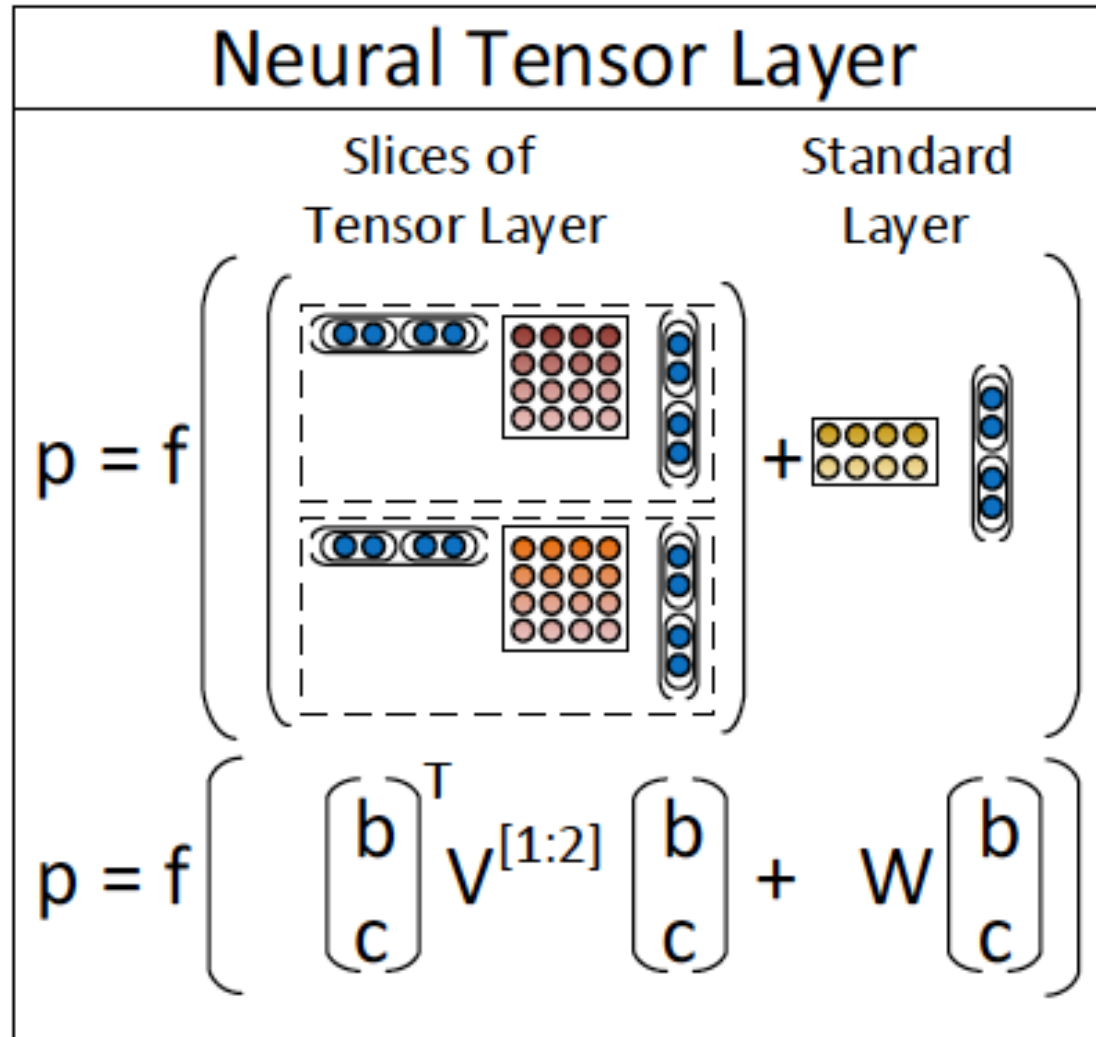 Neural Tensor Layer
Slices of Standard
Tensor Layer Layer
p = f +
p = f ( [b c]^T V^[1:2] [b c] + W [b c] )